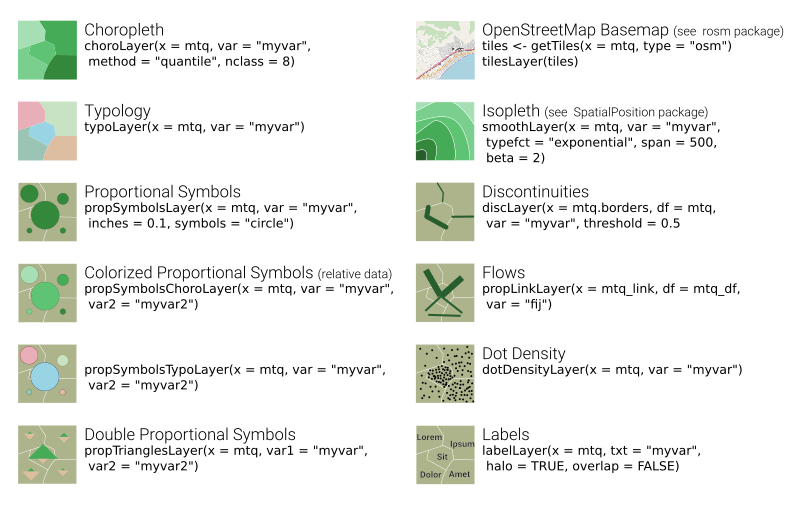 Choropleth
choroLayer(x = mtq, var = "myvar",
method = "quantile", nclass = 8)
Typology
typoLayer(x = mtq, var = "myvar")
Proportional Symbols
propSymbolsLayer(x = mtq, var = "myvar",
inches = 0.1, symbols = "circle")
Colorized Proportional Symbols (relative data)
propSymbolsChoroLayer(x = mtq, var = "myvar",
var2 = "myvar2")
propSymbolsTypoLayer(x = mtq, var = "myvar",
var2 = "myvar2")
Double Proportional Symbols
propTrianglesLayer(x = mtq, var1 = "myvar",
var2 = "myvar2")
OpenStreetMap Basemap (see rosm package)
tiles <- getTiles(x = mtq, type = "osm")
tilesLayer(tiles)
Isopleth (see SpatialPosition package)
smoothLayer(x = mtq, var = "myvar",
typefct = "exponential", span = 500,
beta = 2)
Discontinuities
discLayer(x = mtq.borders, df = mtq,
var = "myvar", threshold = 0.5
Flows
propLinkLayer(x = mtq_link, df = mtq_df,
var = "fij")
Dot Density
dotDensityLayer(x = mtq, var = "myvar")
Lorem
Ipsum
Sit
Dolor Amet
Labels
labelLayer(x = mtq, txt = "myvar",
halo = TRUE, overlap = FALSE)